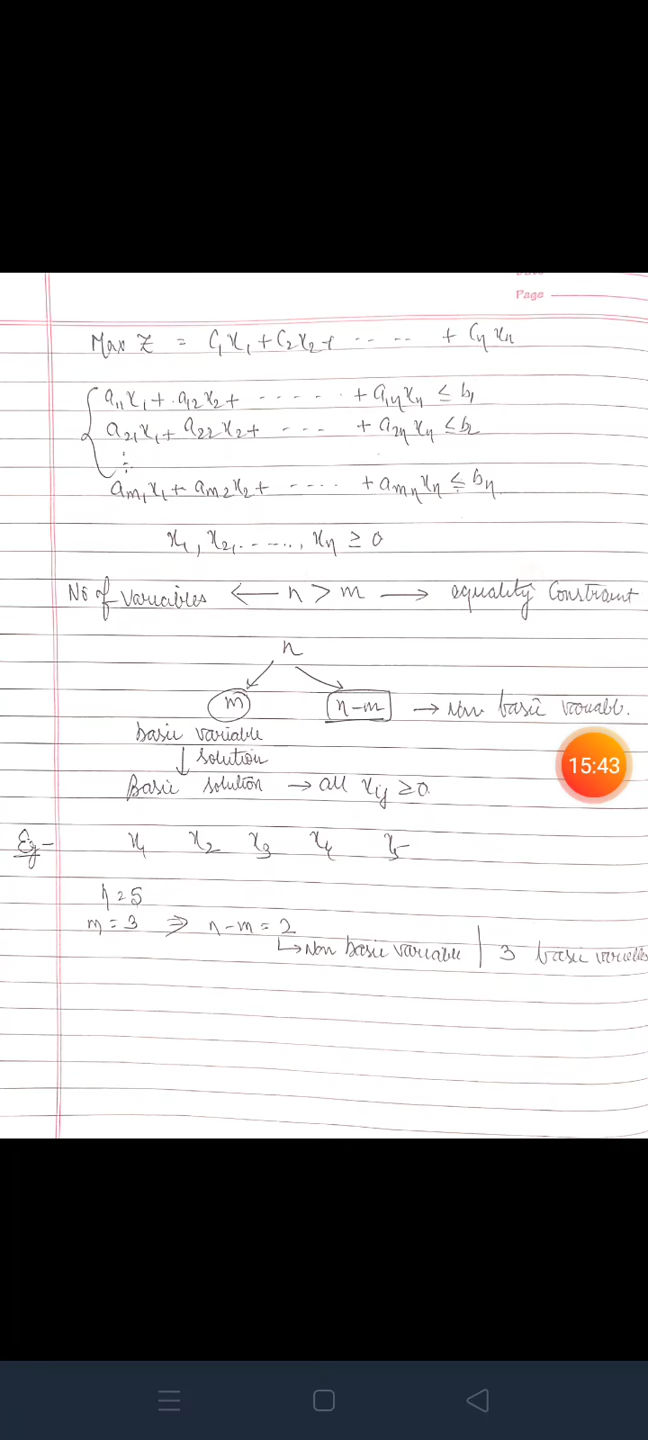 Page
Max Z = C₁x₁ + C₂x₂ + ..... + Cₙxₙ
a₁₁x₁ + a₁₂x₂ + ..... + a₁ₙxₙ ≤ b₁
a₂₁x₁ + a₂₂x₂ + ... + a₂ₙxₙ ≤ b₂
⋮
aₘ₁x₁ + aₘ₂x₂ + .... + aₘₙxₙ ≤ bₙ
x₁, x₂, ......, xₙ ≥ 0
No of variables ← n > m → equality Constraint
n
m n-m → Non basic variable.
basic variable
↓ solution
Basic solution → all xᵢⱼ ≥ 0
15:43
Eg- x₁ x₂ x₃ x₄ x₅
n = 5
m = 3 ⇒ n-m = 2
↳ Non basic variable | 3 basic variables